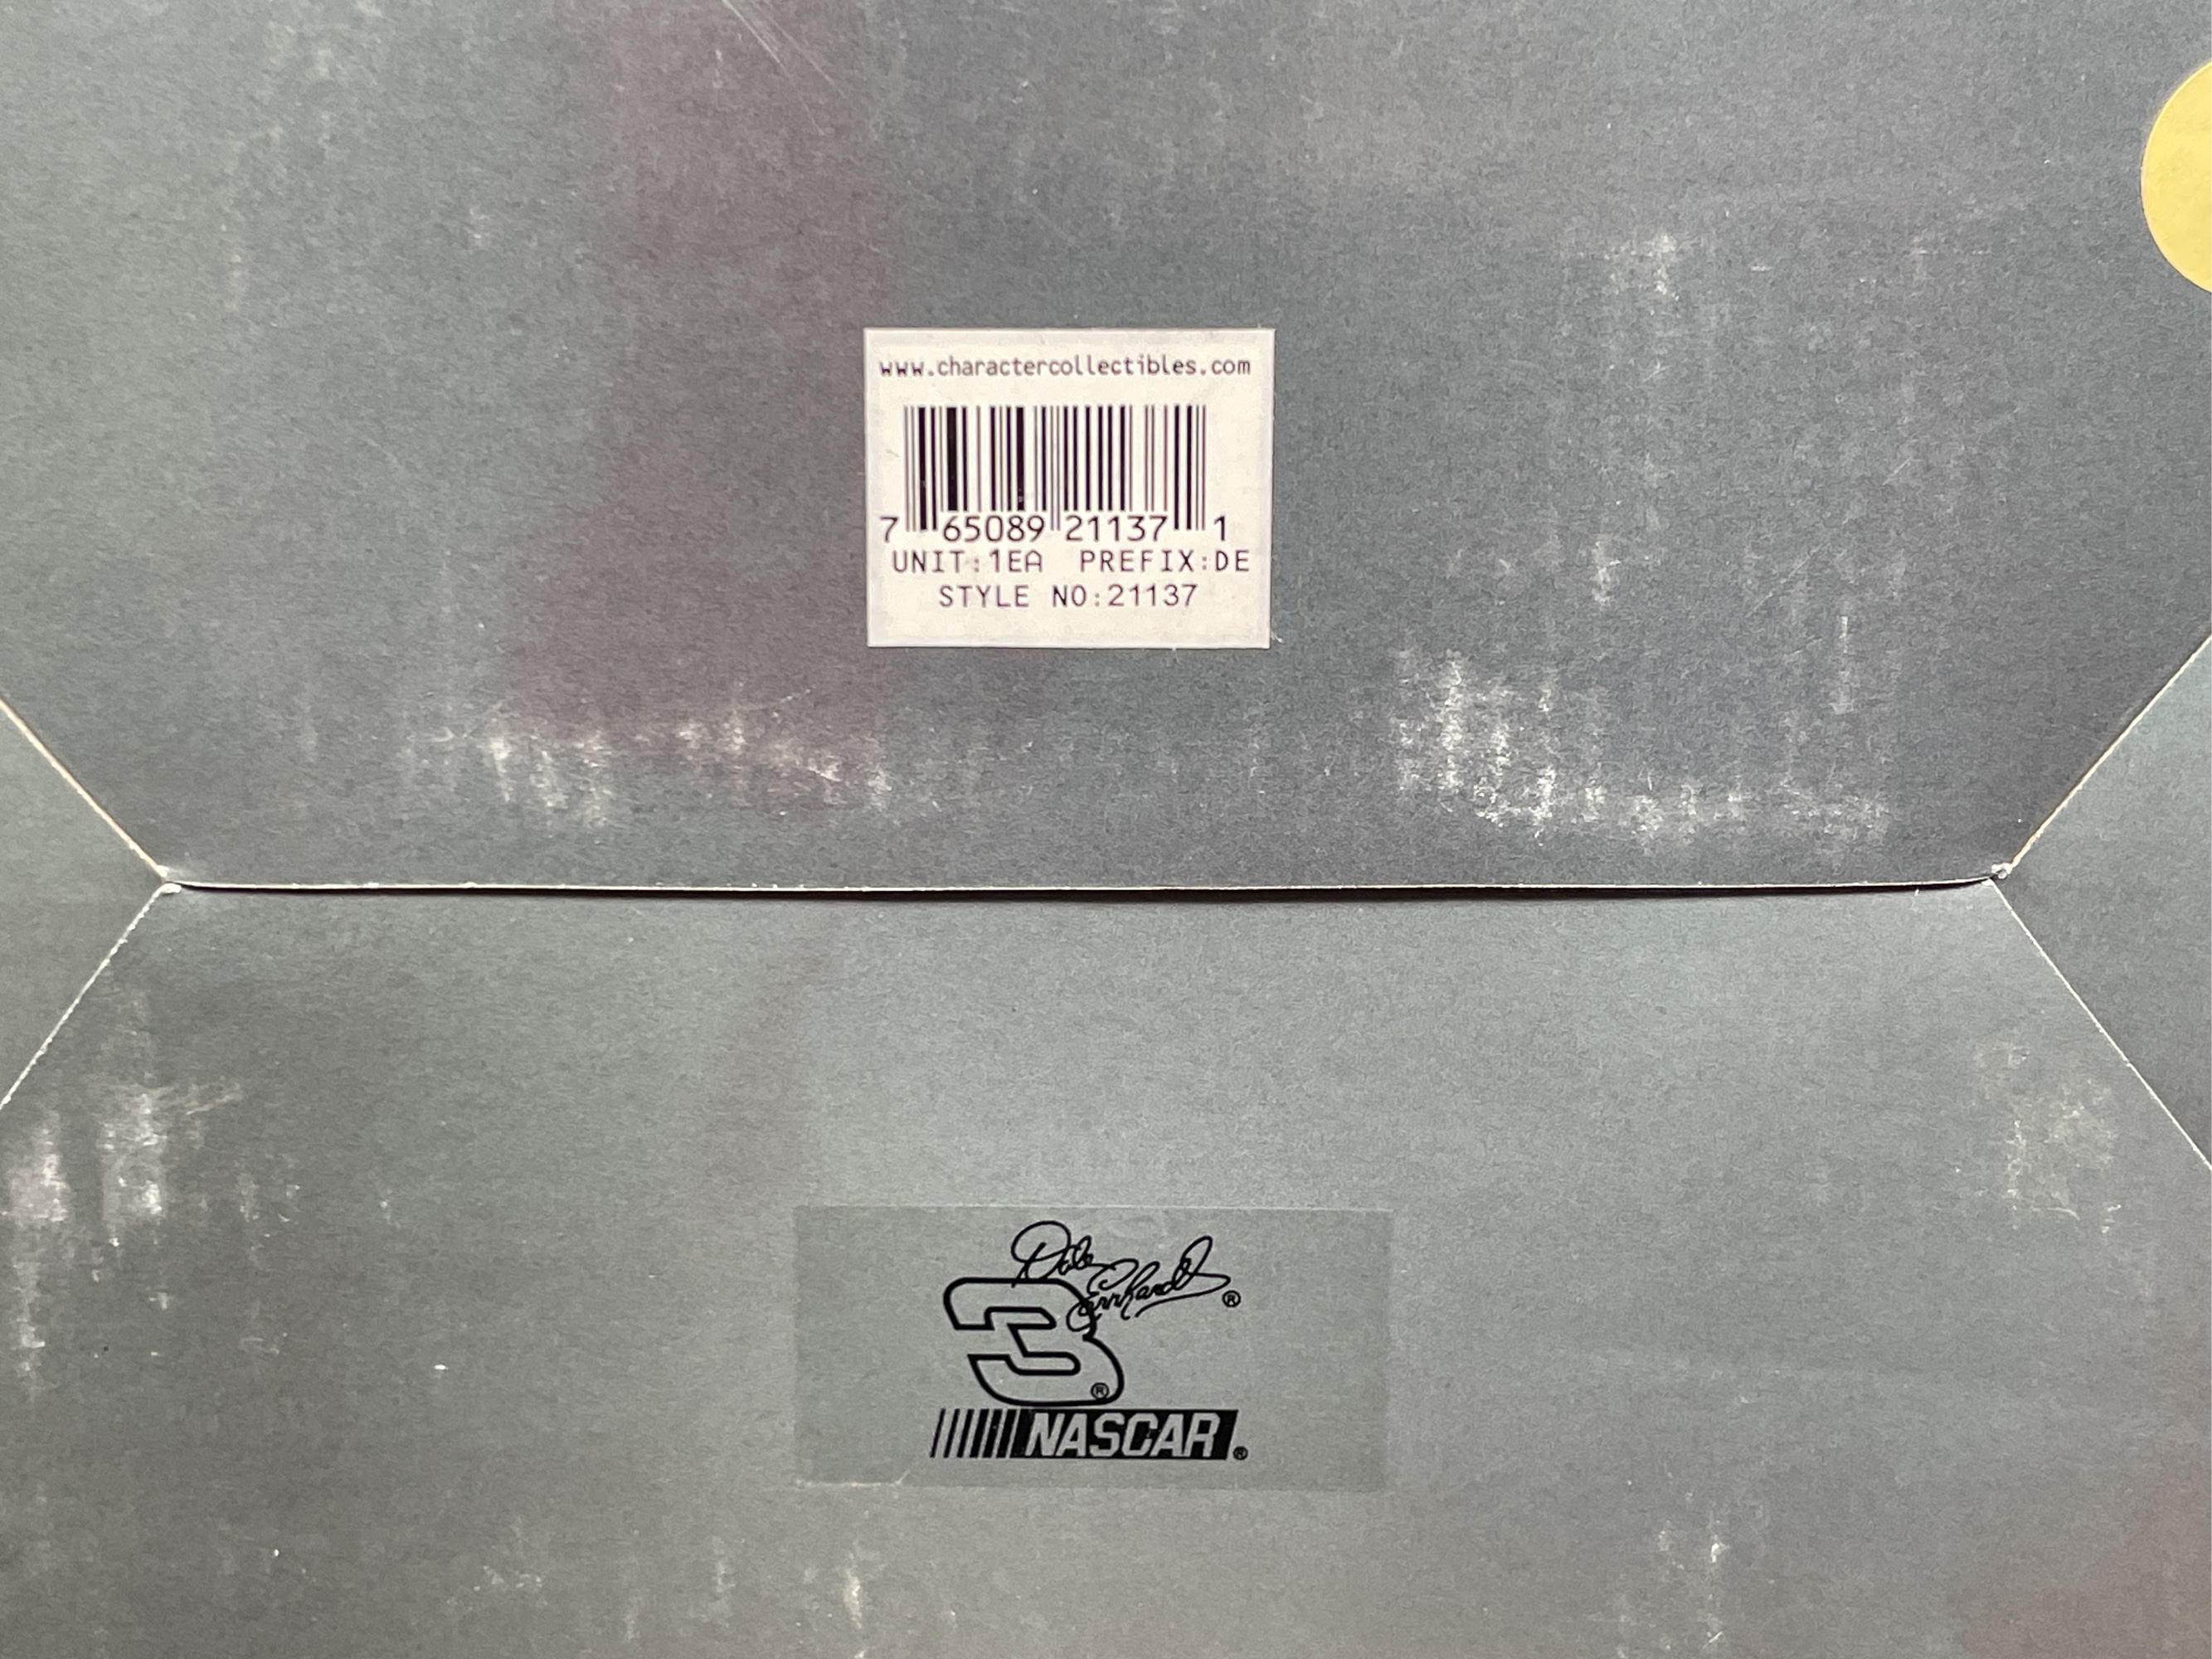 www.charactercollectibles.com
7 65089 21137 1
UNIT:1EA PREFIX:DE
STYLE NO:21137
Dale
Earnhardt ®
3 ®
NASCAR ®